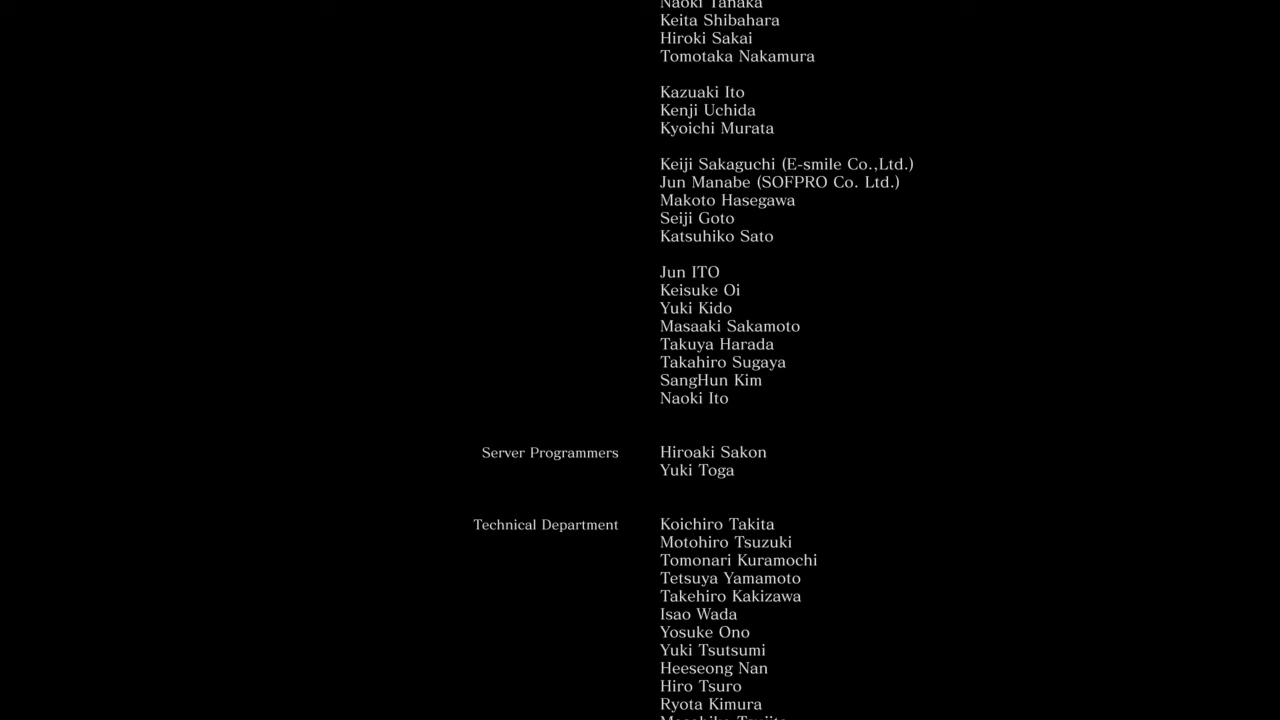 Naoki Tanaka
Keita Shibahara
Hiroki Sakai
Tomotaka Nakamura
Kazuaki Ito
Kenji Uchida
Kyoichi Murata
Keiji Sakaguchi (E-smile Co.,Ltd.)
Jun Manabe (SOFPRO Co. Ltd.)
Makoto Hasegawa
Seiji Goto
Katsuhiko Sato
Jun ITO
Keisuke Oi
Yuki Kido
Masaaki Sakamoto
Takuya Harada
Takahiro Sugaya
SangHun Kim
Naoki Ito
Server Programmers Hiroaki Sakon
Yuki Toga
Technical Department Koichiro Takita
Motohiro Tsuzuki
Tomonari Kuramochi
Tetsuya Yamamoto
Takehiro Kakizawa
Isao Wada
Yosuke Ono
Yuki Tsutsumi
Heeseong Nan
Hiro Tsuro
Ryota Kimura